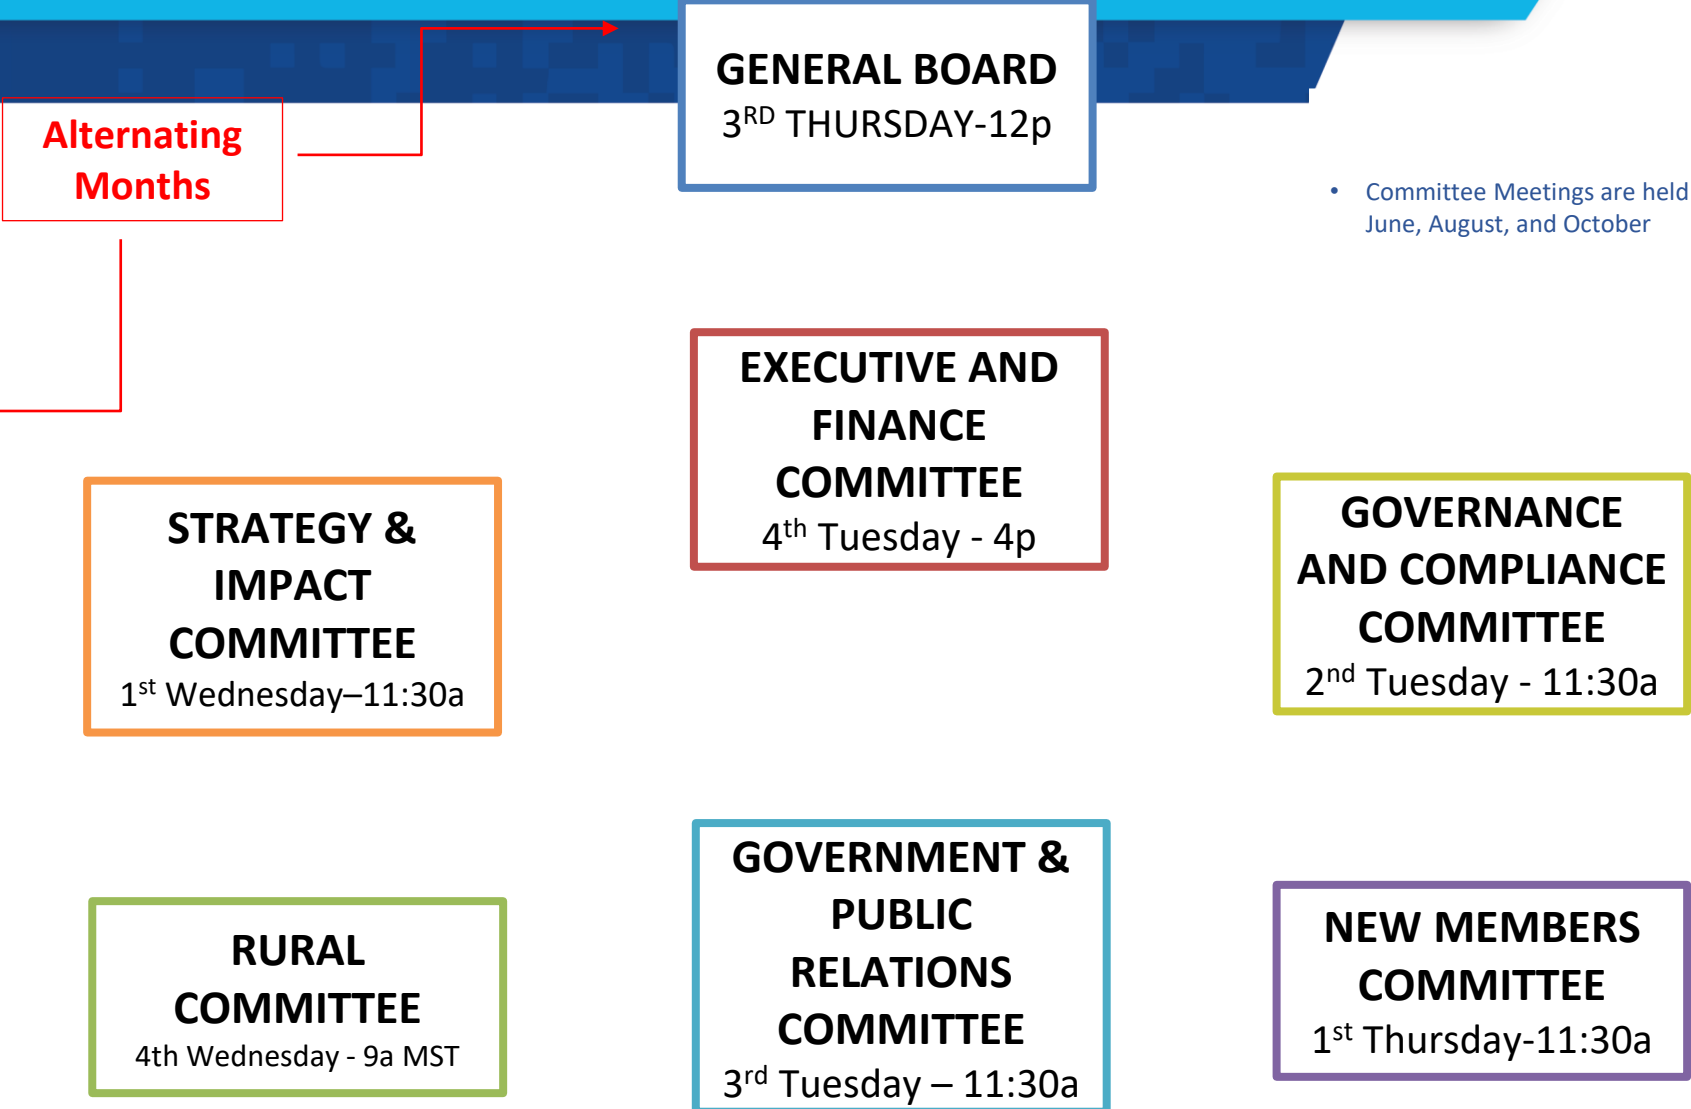 GENERAL BOARD
3RD THURSDAY-12p
Alternating
Months
• Committee Meetings are held
June, August, and October
EXECUTIVE AND
FINANCE
COMMITTEE
4th Tuesday - 4p
STRATEGY &
IMPACT
COMMITTEE
1st Wednesday–11:30a
GOVERNANCE
AND COMPLIANCE
COMMITTEE
2nd Tuesday - 11:30a
RURAL
COMMITTEE
4th Wednesday - 9a MST
GOVERNMENT &
PUBLIC
RELATIONS
COMMITTEE
3rd Tuesday – 11:30a
NEW MEMBERS
COMMITTEE
1st Thursday-11:30a